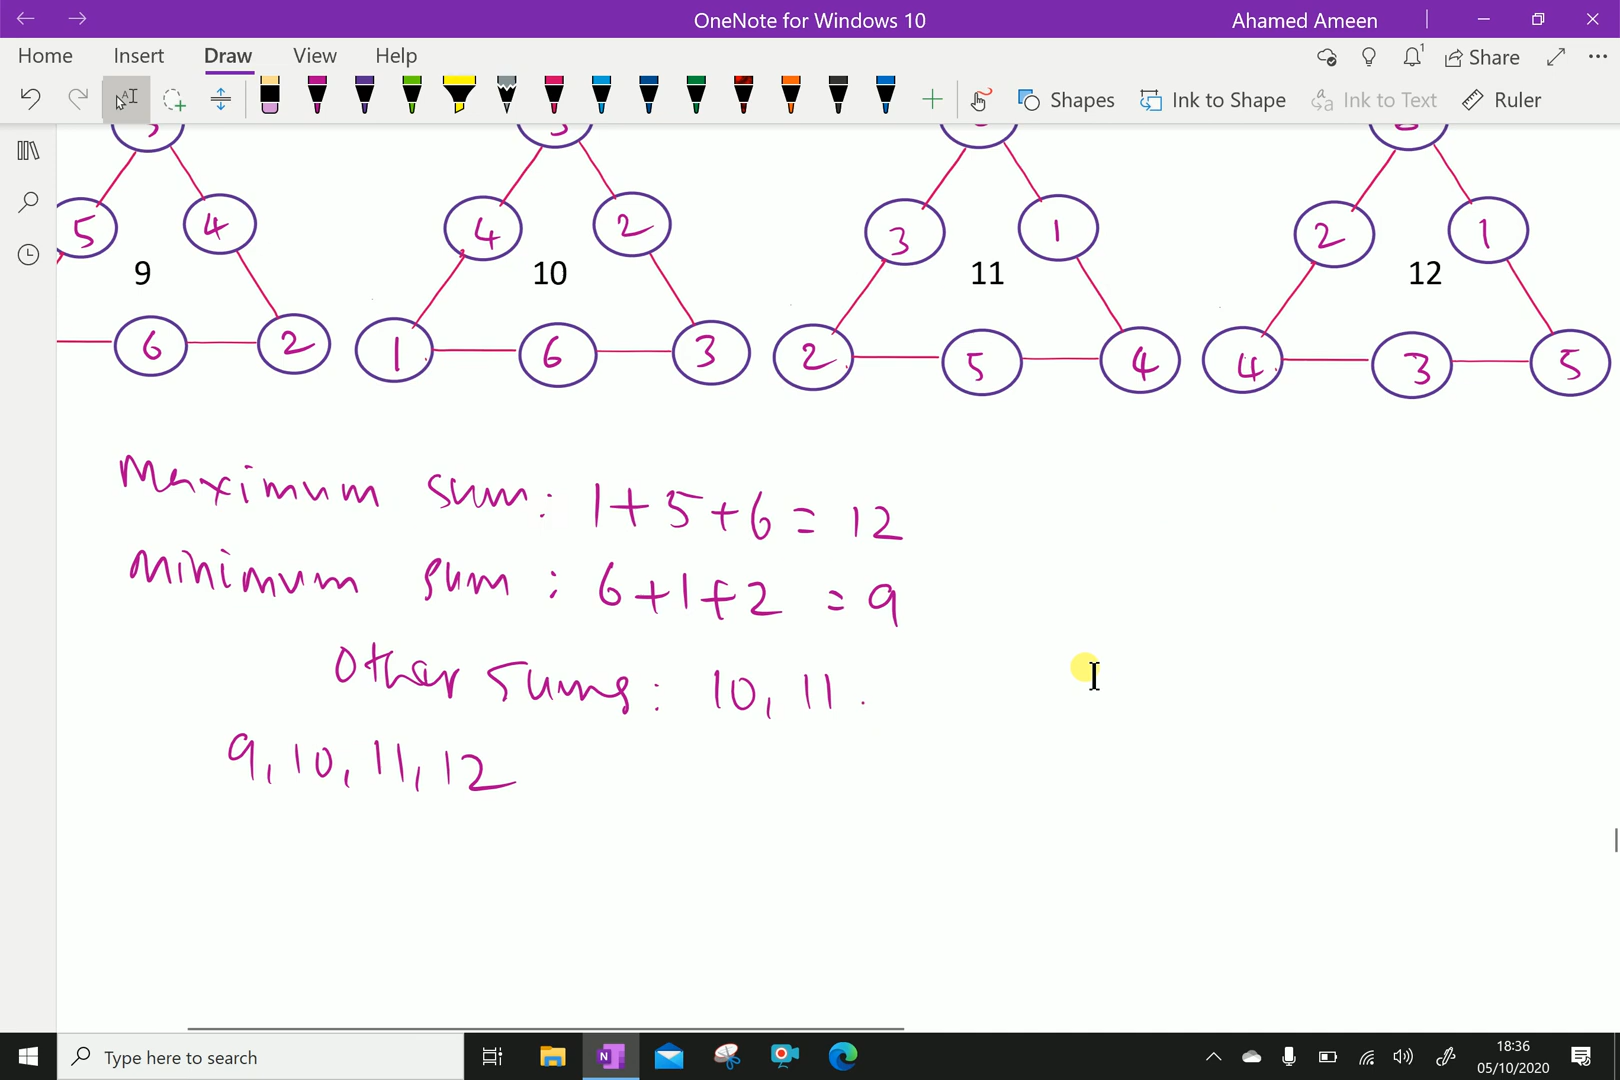 OneNote for Windows 10
Ahamed Ameen
Home Insert Draw View Help
1 Share
Shapes Ink to Shape Ink to Text Ruler
3
5 4
9
6 2
4 2
10
1 6 3
3 1
11
2 5 4
2 1
12
4 3 5
Maximum sum: 1+5+6 = 12
Minimum sum: 6+1+2 = 9
Other sums: 10, 11.
9, 10, 11, 12
Type here to search
18:36
05/10/2020